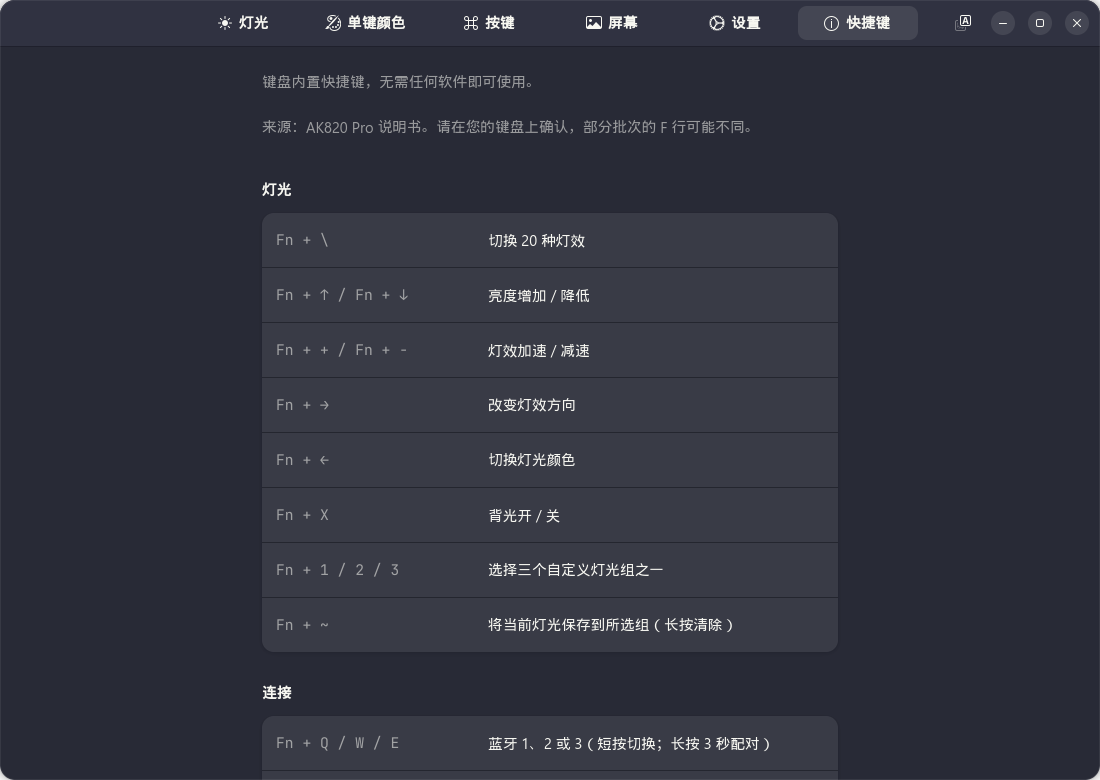 灯光 单键颜色 按键 屏幕 设置 快捷键 A
键盘内置快捷键，无需任何软件即可使用。
来源：AK820 Pro 说明书。请在您的键盘上确认，部分批次的 F 行可能不同。
灯光
Fn + \ 切换 20 种灯效
Fn + ↑ / Fn + ↓ 亮度增加 / 降低
Fn + + / Fn + - 灯效加速 / 减速
Fn + → 改变灯效方向
Fn + ← 切换灯光颜色
Fn + X 背光开 / 关
Fn + 1 / 2 / 3 选择三个自定义灯光组之一
Fn + ~ 将当前灯光保存到所选组（长按清除）
连接
Fn + Q / W / E 蓝牙 1、2 或 3（短按切换；长按 3 秒配对）